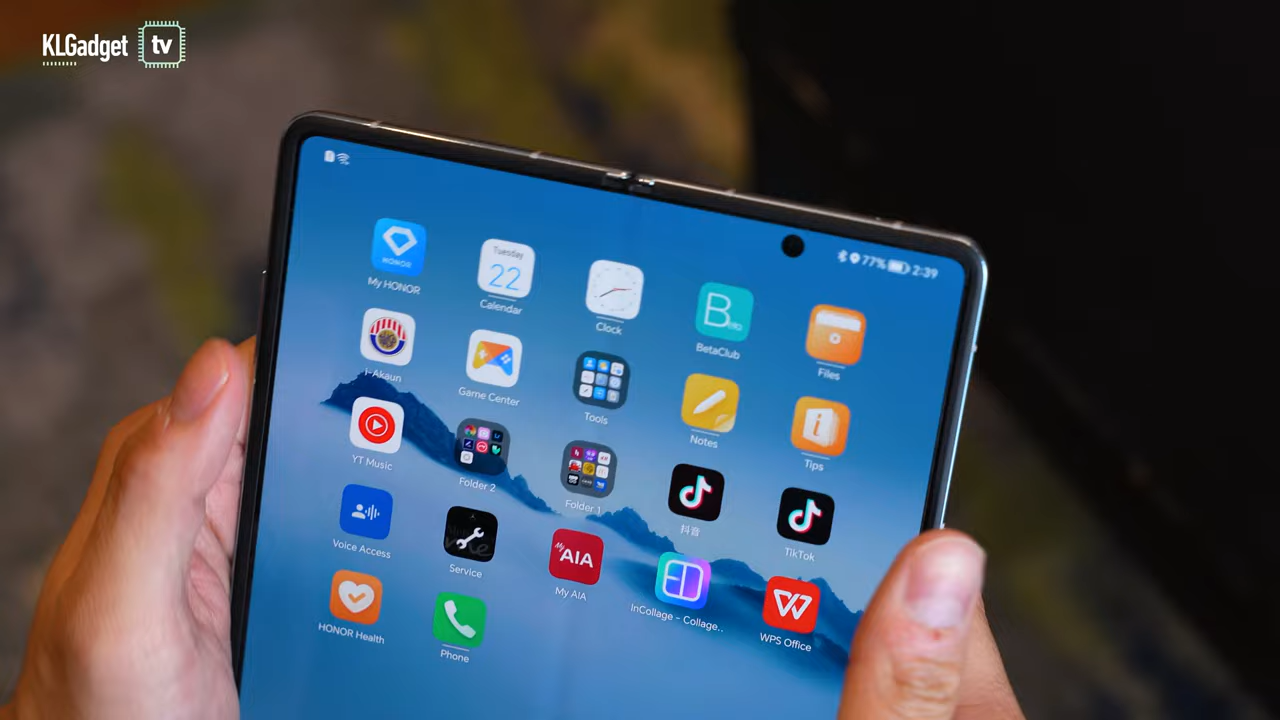 KLGadget tv
77% 2:39
HONOR
My HONOR
Tuesday
22
Calendar
Clock
Beta
BetaClub
Files
i-Akaun
Game Center
Tools
Notes
Tips
YT Music
Folder 2
Folder 1
抖音
TikTok
Voice Access
Service
My AIA
My AIA
InCollage - Collage..
WPS Office
HONOR Health
Phone